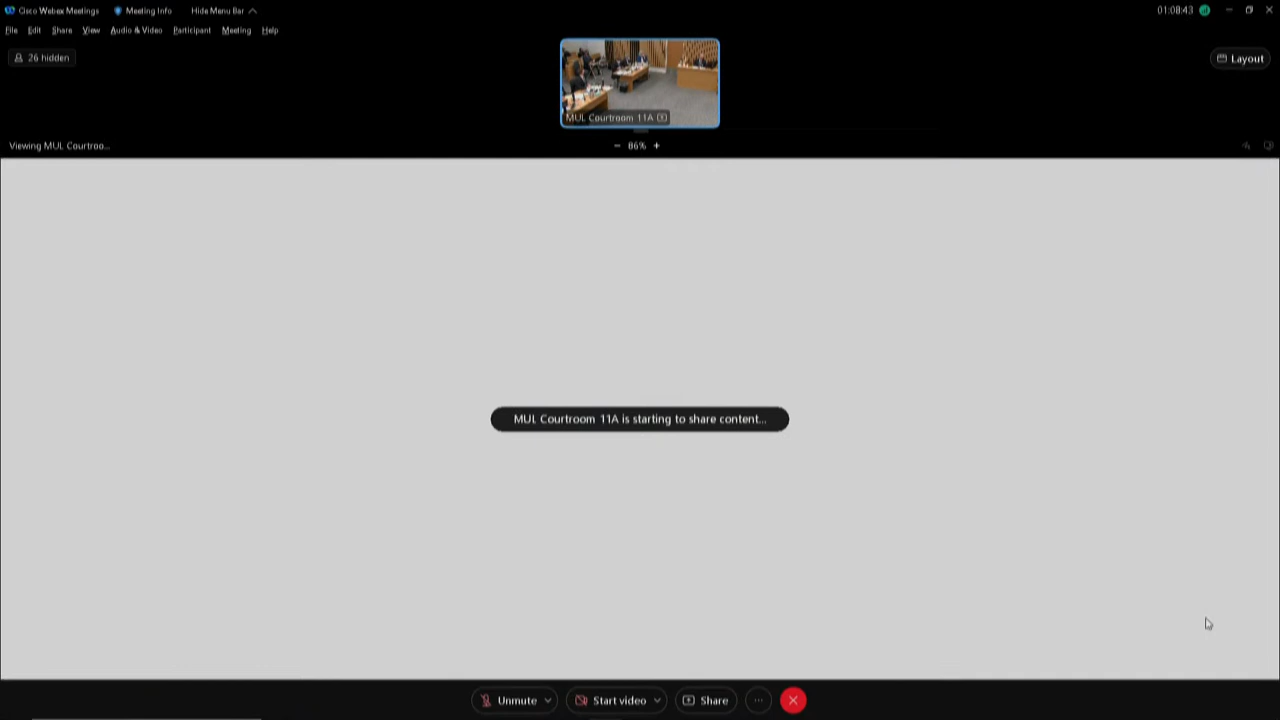 Cisco Webex Meetings Meeting Info Hide Menu Bar 01:08:43
File Edit Share View Audio & Video Participant Meeting Help
26 hidden
Layout
MUL Courtroom 11A
Viewing MUL Courtroo... − 86% +
MUL Courtroom 11A is starting to share content...
Unmute Start video Share